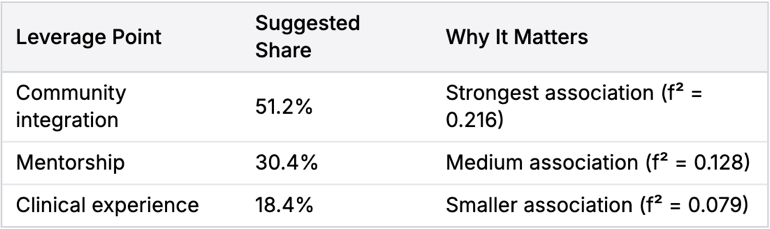 Leverage Point
Suggested
Share
Why It Matters
Community
integration
51.2%
Strongest association (f² =
0.216)
Mentorship
30.4%
Medium association (f² = 0.128)
Clinical experience
18.4%
Smaller association (f² = 0.079)